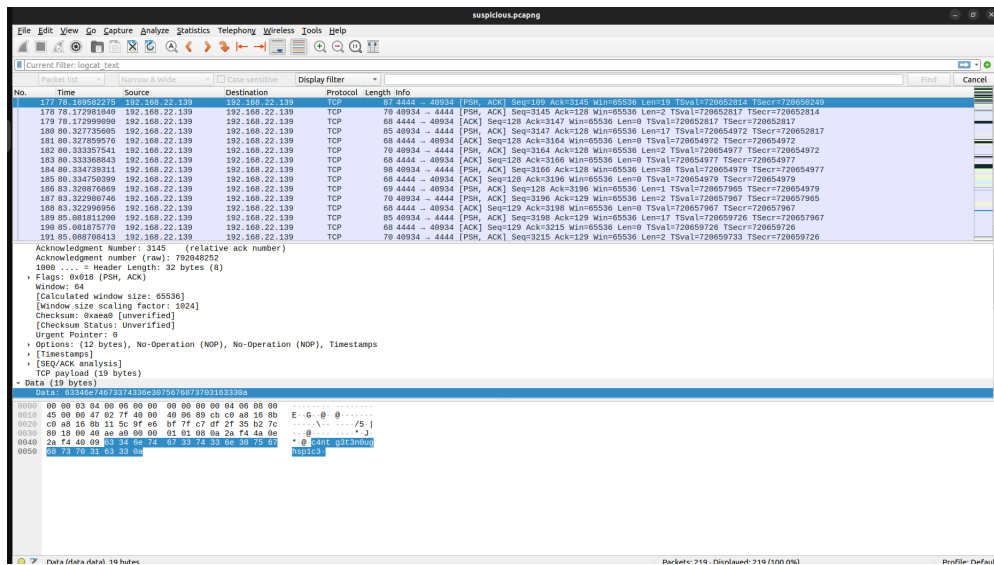 suspicious.pcapng
File Edit View Go Capture Analyze Statistics Telephony Wireless Tools Help
Current filter: logcat_text
Packet list Narrow & Wide Case sensitive Display filter Find Cancel
No. Time Source Destination Protocol Length Info
177 78.169582275 192.168.22.139 192.168.22.139 TCP 87 4444 → 40934 [PSH, ACK] Seq=109 Ack=3145 Win=65536 Len=19 TSval=720652814 TSecr=720650249
178 78.172981040 192.168.22.139 192.168.22.139 TCP 70 40934 → 4444 [PSH, ACK] Seq=3145 Ack=128 Win=65536 Len=2 TSval=720652817 TSecr=720652814
179 78.172999090 192.168.22.139 192.168.22.139 TCP 68 4444 → 40934 [ACK] Seq=128 Ack=3147 Win=65536 Len=0 TSval=720652817 TSecr=720652817
180 80.327735605 192.168.22.139 192.168.22.139 TCP 85 40934 → 4444 [PSH, ACK] Seq=3147 Ack=128 Win=65536 Len=17 TSval=720654972 TSecr=720652817
181 80.327859576 192.168.22.139 192.168.22.139 TCP 68 4444 → 40934 [ACK] Seq=128 Ack=3164 Win=65536 Len=0 TSval=720654972 TSecr=720654972
182 80.333357541 192.168.22.139 192.168.22.139 TCP 70 40934 → 4444 [PSH, ACK] Seq=3164 Ack=128 Win=65536 Len=2 TSval=720654977 TSecr=720654972
183 80.333368843 192.168.22.139 192.168.22.139 TCP 68 4444 → 40934 [ACK] Seq=128 Ack=3166 Win=65536 Len=0 TSval=720654977 TSecr=720654977
184 80.334739311 192.168.22.139 192.168.22.139 TCP 98 40934 → 4444 [PSH, ACK] Seq=3166 Ack=128 Win=65536 Len=30 TSval=720654979 TSecr=720654977
185 80.334750399 192.168.22.139 192.168.22.139 TCP 68 4444 → 40934 [ACK] Seq=128 Ack=3196 Win=65536 Len=0 TSval=720654979 TSecr=720654979
186 83.320876869 192.168.22.139 192.168.22.139 TCP 69 4444 → 40934 [PSH, ACK] Seq=128 Ack=3196 Win=65536 Len=1 TSval=720657965 TSecr=720654979
187 83.322980746 192.168.22.139 192.168.22.139 TCP 70 40934 → 4444 [PSH, ACK] Seq=3196 Ack=129 Win=65536 Len=2 TSval=720657967 TSecr=720657965
188 83.322996956 192.168.22.139 192.168.22.139 TCP 68 4444 → 40934 [ACK] Seq=129 Ack=3198 Win=65536 Len=0 TSval=720657967 TSecr=720657967
189 85.081811200 192.168.22.139 192.168.22.139 TCP 85 40934 → 4444 [PSH, ACK] Seq=3198 Ack=129 Win=65536 Len=17 TSval=720659726 TSecr=720657967
190 85.081875770 192.168.22.139 192.168.22.139 TCP 68 4444 → 40934 [ACK] Seq=129 Ack=3215 Win=65536 Len=0 TSval=720659726 TSecr=720659726
191 85.088708413 192.168.22.139 192.168.22.139 TCP 70 40934 → 4444 [PSH, ACK] Seq=3215 Ack=129 Win=65536 Len=2 TSval=720659733 TSecr=720659726
Acknowledgment Number: 3145 (relative ack number)
Acknowledgment number (raw): 792048252
1000 .... = Header Length: 32 bytes (8)
Flags: 0x018 (PSH, ACK)
Window: 64
[Calculated window size: 65536]
[Window size scaling factor: 1024]
Checksum: 0xaea0 [unverified]
[Checksum Status: Unverified]
Urgent Pointer: 0
Options: (12 bytes), No-Operation (NOP), No-Operation (NOP), Timestamps
[Timestamps]
[SEQ/ACK analysis]
TCP payload (19 bytes)
Data (19 bytes)
Data: 63346e74673374336e3075676873703163330a
0000 00 00 03 04 00 06 00 00 00 00 00 00 04 06 08 00 ········ ········
0010 45 00 00 47 02 7f 40 00 40 06 89 cb c0 a8 16 8b E··G··@· @·······
0020 c0 a8 16 8b 11 5c 9f e6 bf 7f c7 df 2f 35 b2 7c ·····\·· ····/5·|
0030 80 18 00 40 ae a0 00 00 01 01 08 0a 2a f4 4a 0e ···@···· ····*·J·
0040 2a f4 40 09 63 34 6e 74 67 33 74 33 6e 30 75 67 *·@·c4nt g3t3n0ug
0050 68 73 70 31 63 33 0a hsp1c3·
Data (data.data), 19 bytes Packets: 219 · Displayed: 219 (100.0%) Profile: Default